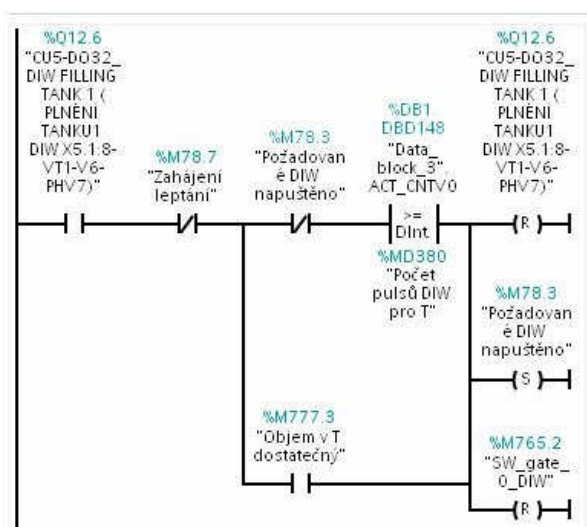 %Q12.6
"CU5-DO32_
DIW FILLING
TANK 1 (
PLNĚNÍ
TANKU1
DIW X5.1:8-
VT1-V6-
PHV7)"
%M78.7
"Zahájení
leptání"
%M78.3
"Požadovan
é DIW
napuštěno"
%DB1
DBD148
"Data_
block_3".
ACT_CNTV0
>=
DInt
%MD380
"Počet
pulsů DIW
pro T"
%Q12.6
"CU5-DO32_
DIW FILLING
TANK 1 (
PLNĚNÍ
TANKU1
DIW X5.1:8-
VT1-V6-
PHV7)"
R
%M78.3
"Požadovan
é DIW
napuštěno"
S
%M777.3
"Objem v T
dostatečný"
%M765.2
"SW_gate_
0_DIW"
R